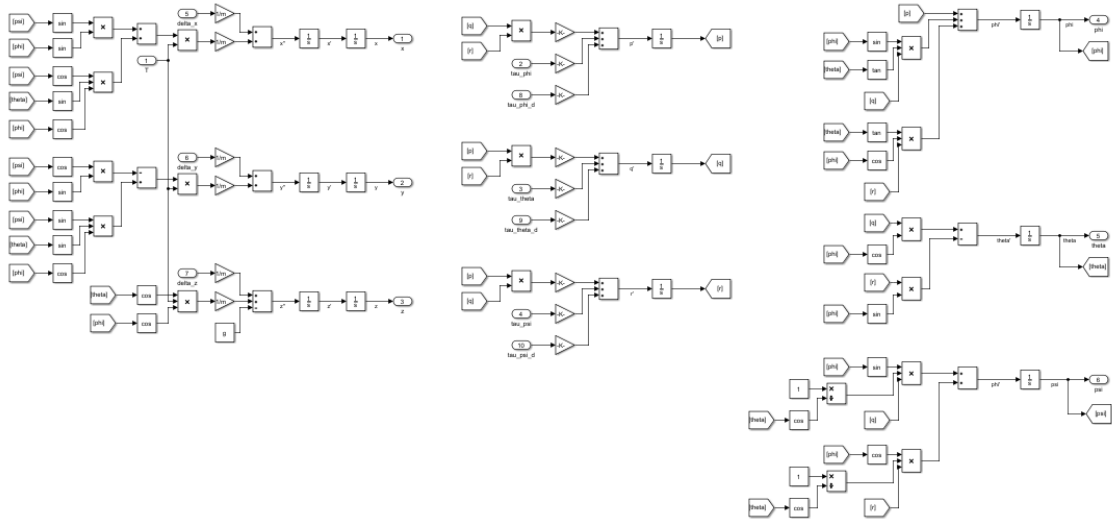 [psi]
sin
[phi]
sin
[psi]
cos
[theta]
sin
[phi]
cos
5
delta_x
1/m
1
T
1/m
x''
1
s
x'
1
s
x
1
x
[psi]
cos
[phi]
sin
[psi]
sin
[theta]
sin
[phi]
cos
6
delta_y
1/m
1/m
y''
1
s
y'
1
s
y
2
y
[theta]
cos
[phi]
cos
7
delta_z
1/m
1/m
g
z''
1
s
z'
1
s
z
3
z
[q]
[r]
-K-
2
tau_phi
-K-
8
tau_phi_d
-K-
p'
1
s
[p]
[p]
[r]
-K-
3
tau_theta
-K-
9
tau_theta_d
-K-
q'
1
s
[q]
[p]
[q]
-K-
4
tau_psi
-K-
10
tau_psi_d
-K-
r'
1
s
[r]
[p]
[phi]
sin
[theta]
tan
[q]
[theta]
tan
[phi]
cos
[r]
phi'
1
s
phi
4
phi
[phi]
[q]
[phi]
cos
[r]
[phi]
sin
theta'
1
s
theta
5
theta
[theta]
[phi]
sin
1
[theta]
cos
[q]
[phi]
cos
1
[theta]
cos
[r]
phi'
1
s
psi
6
psi
[psi]